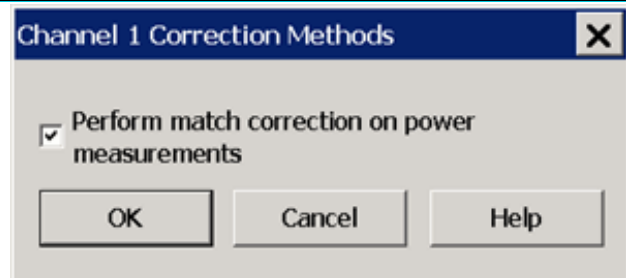 Channel 1 Correction Methods
Perform match correction on power
measurements
OK Cancel Help